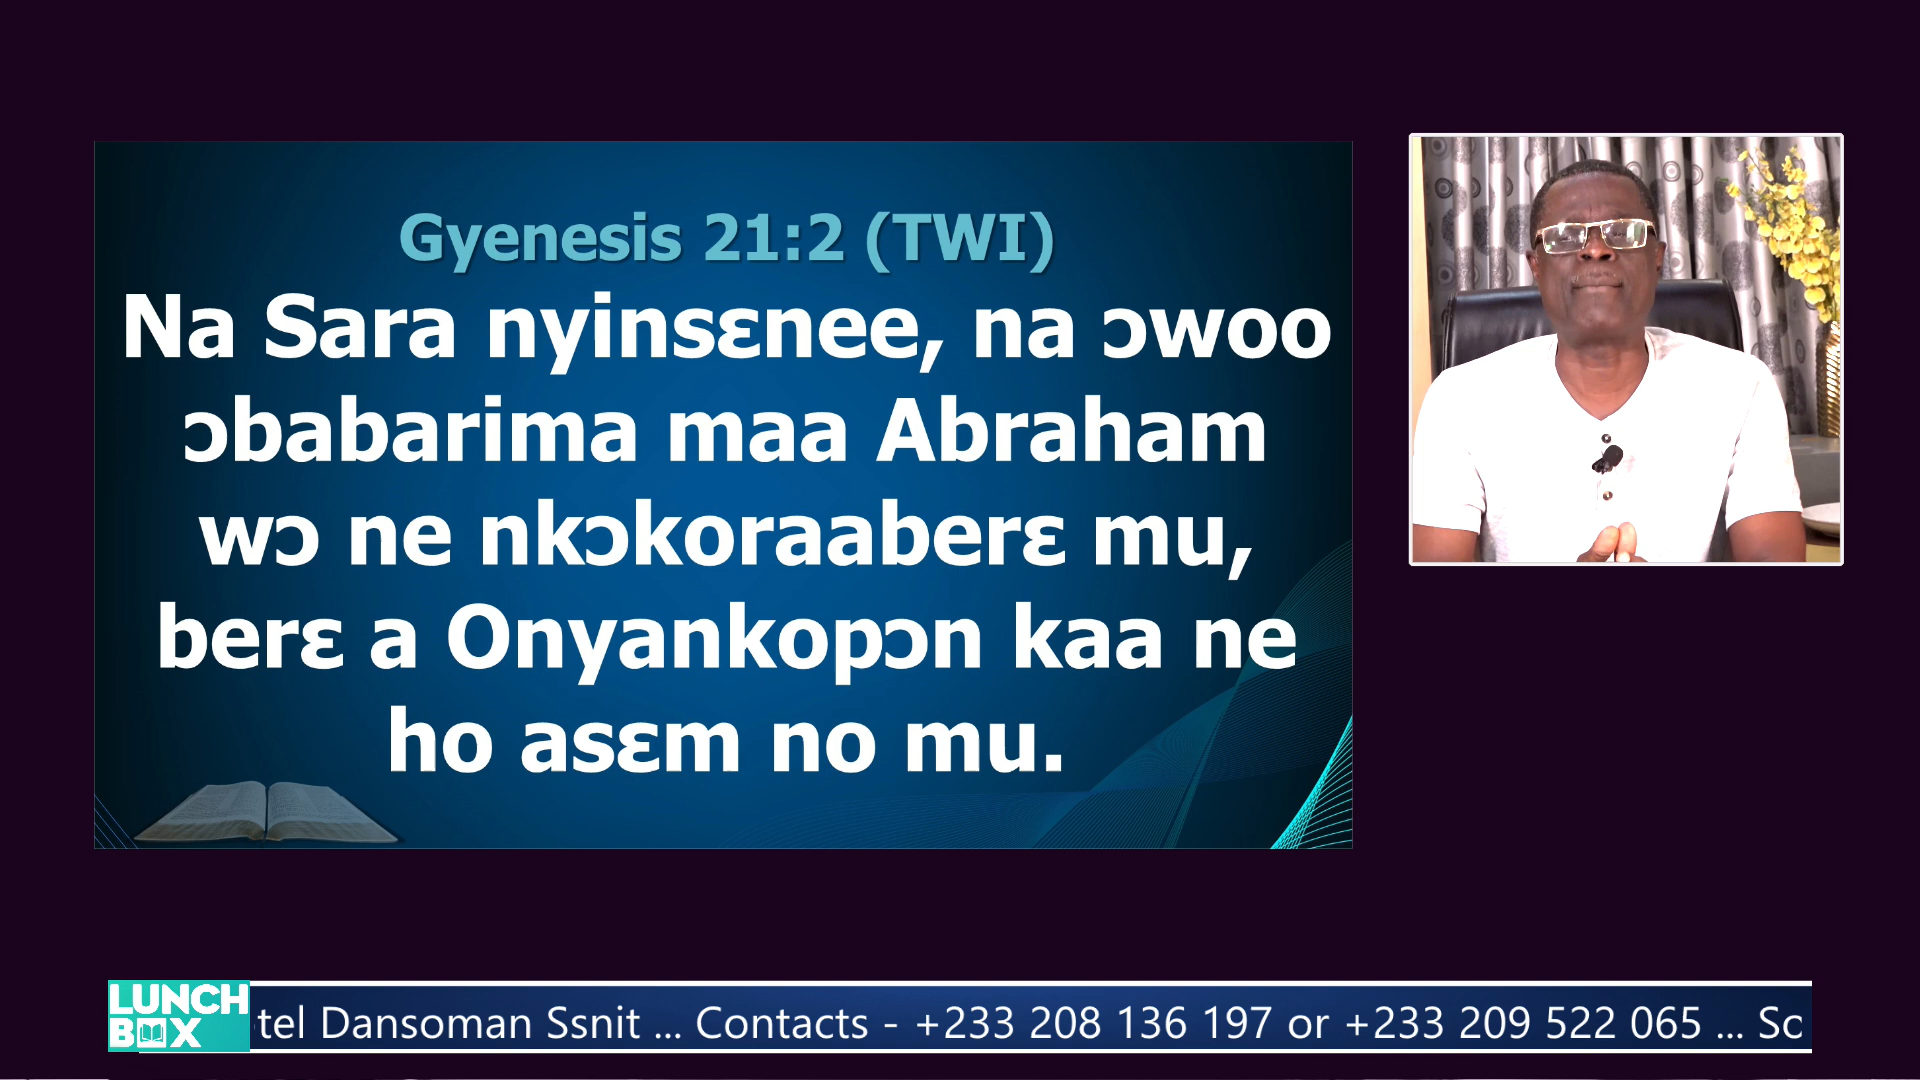 Gyenesis 21:2 (TWI)
Na Sara nyinsɛnee, na ɔwoo
ɔbabarima maa Abraham
wɔ ne nkɔkoraaberɛ mu,
berɛ a Onyankopɔn kaa ne
ho asɛm no mu.
LUNCH
BOX
tel Dansoman Ssnit ... Contacts - +233 208 136 197 or +233 209 522 065 ...